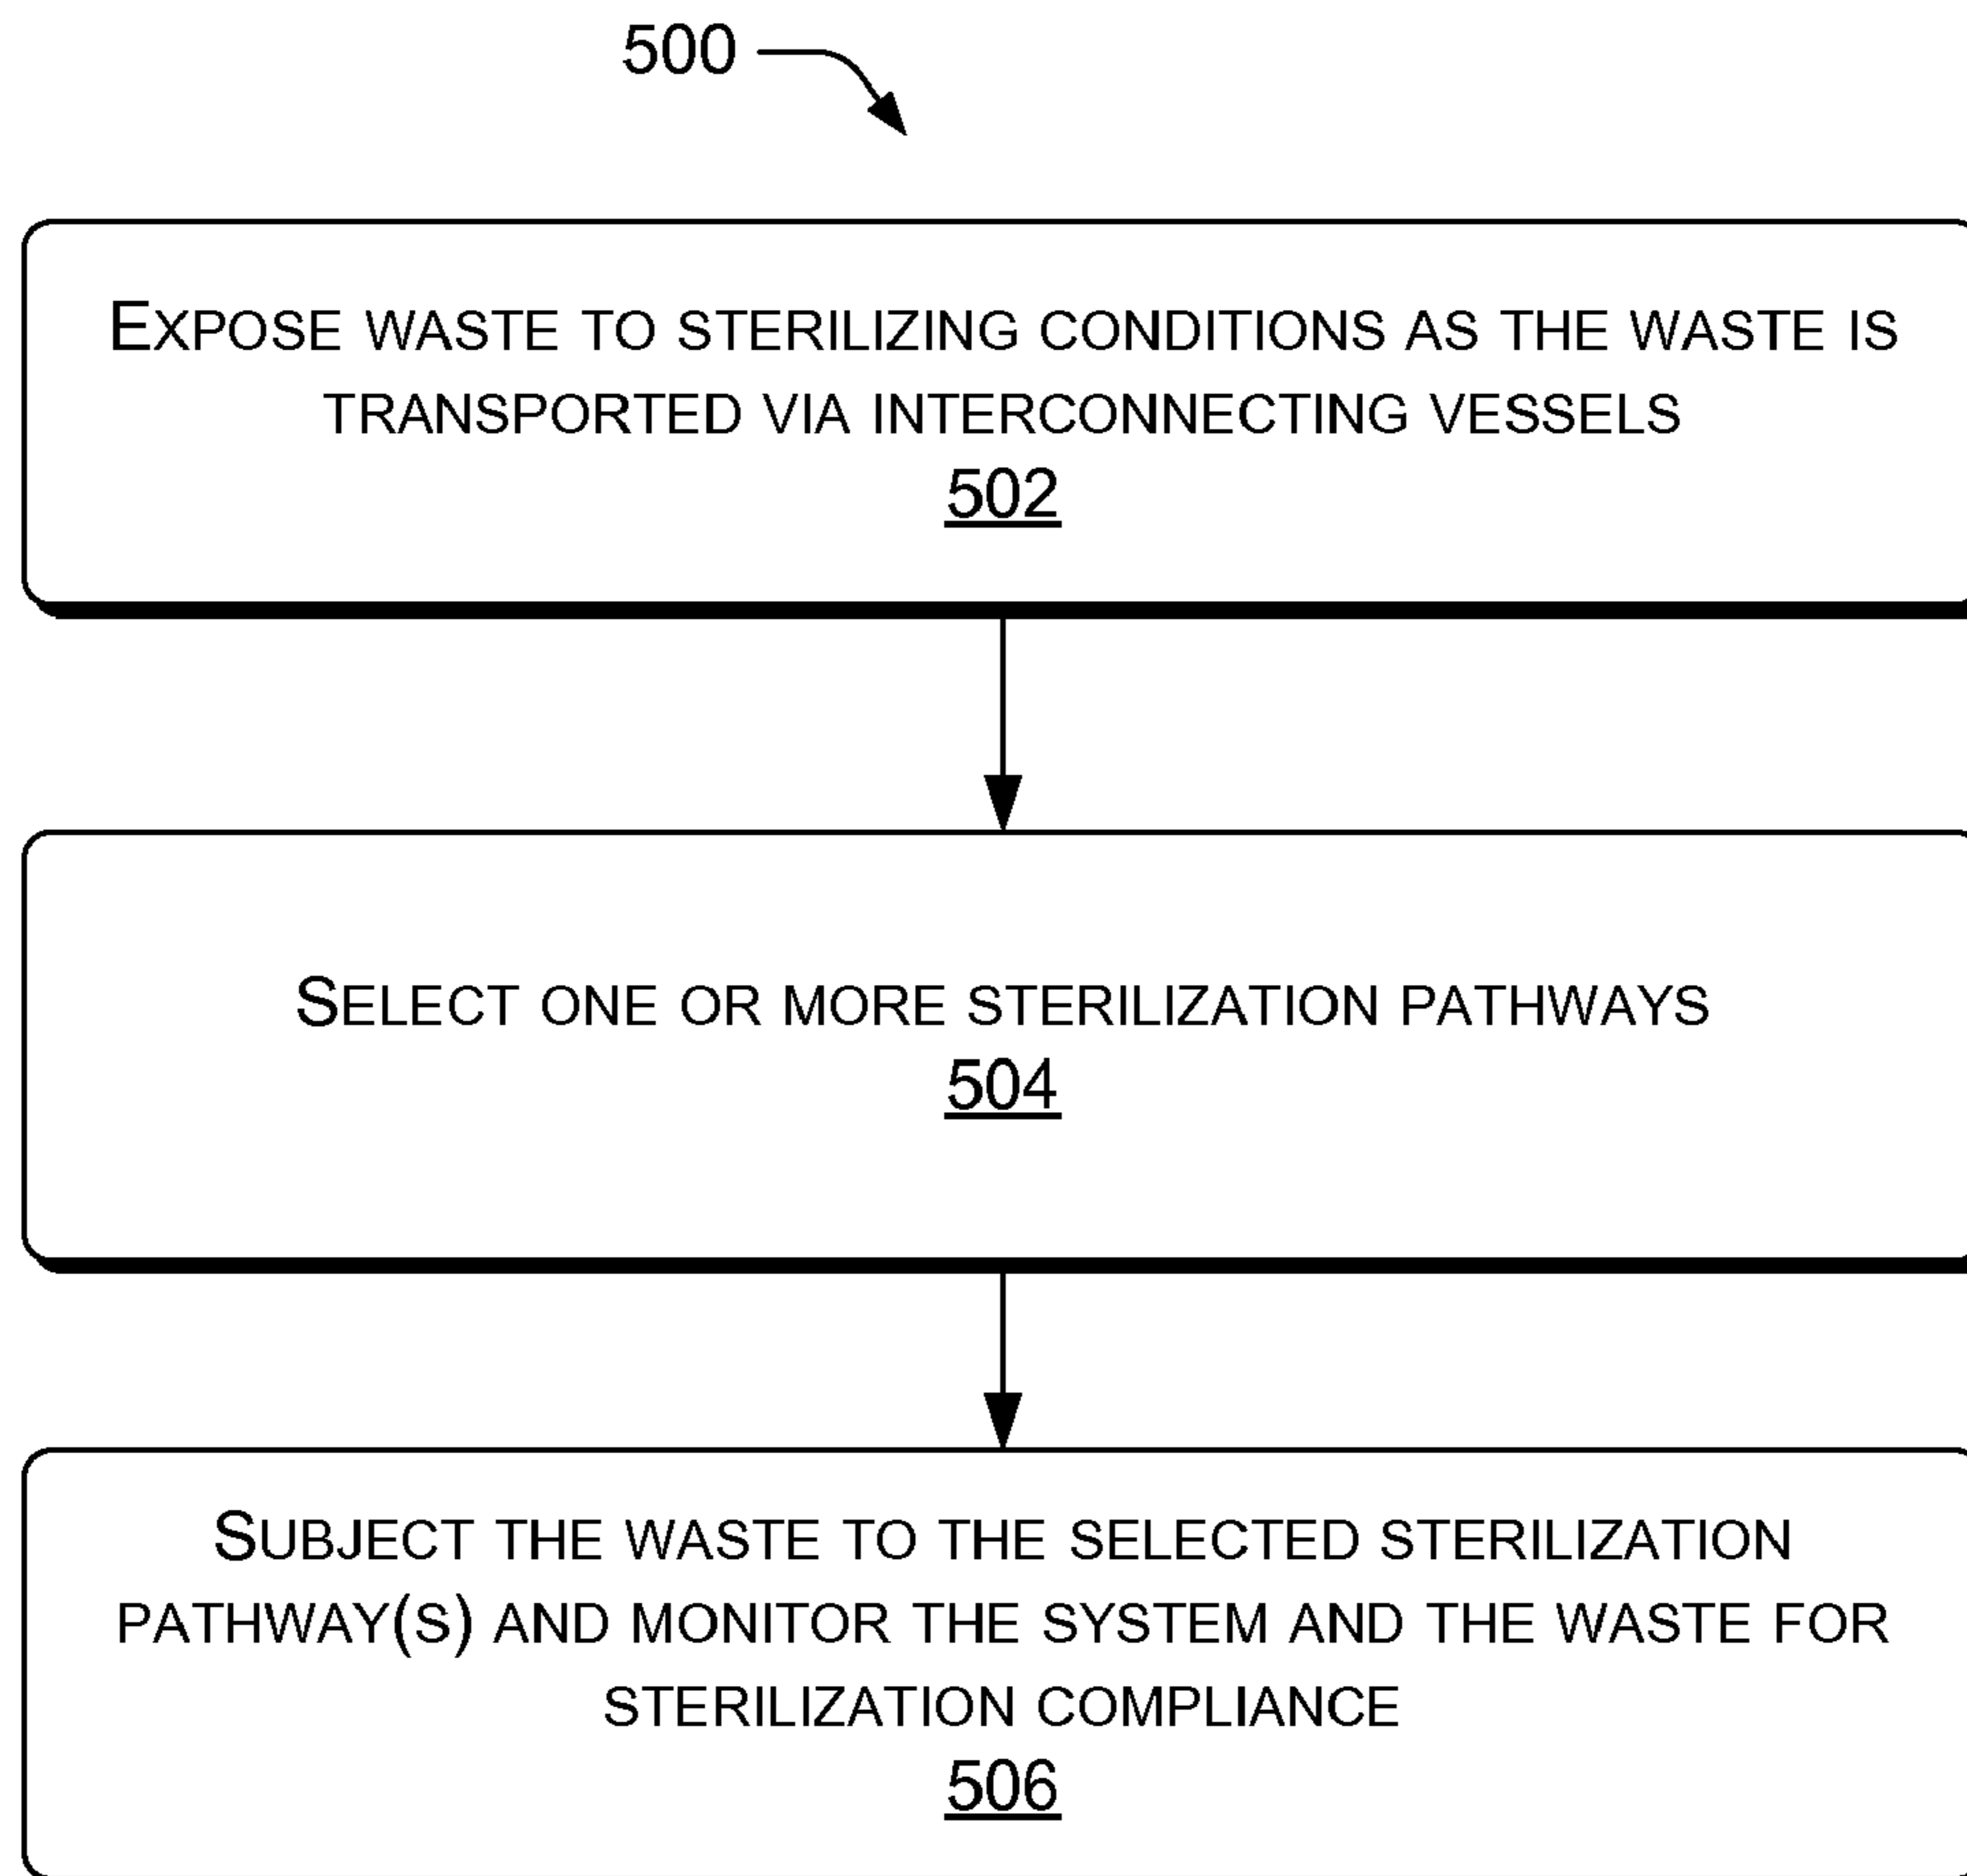 500
Expose waste to sterilizing conditions as the waste is
transported via interconnecting vessels
502
Select one or more sterilization pathways
504
Subject the waste to the selected sterilization
pathway(s) and monitor the system and the waste for
sterilization compliance
506